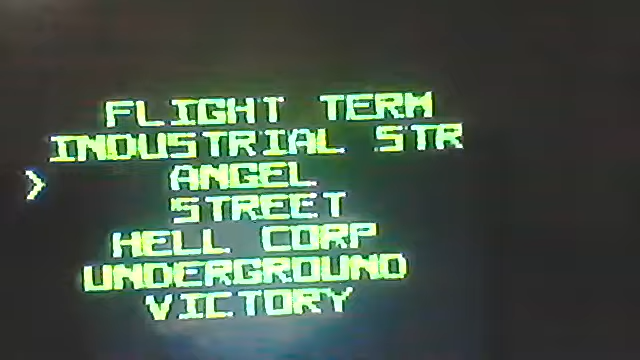 FLIGHT TERM
INDUSTRIAL STR
> ANGEL
STREET
HELL CORP
UNDERGROUND
VICTORY